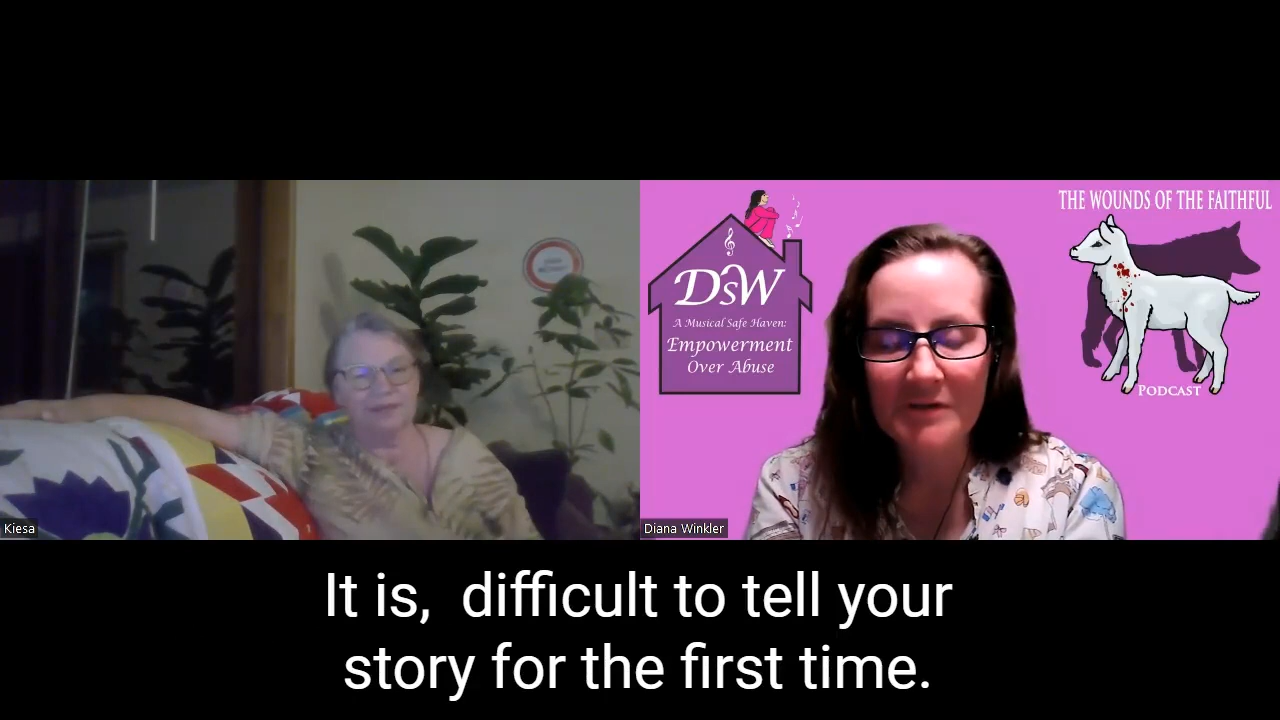 THE WOUNDS OF THE FAITHFUL
DSW
A Musical Safe Haven:
Empowerment
Over Abuse
PODCAST
Kiesa
Diana Winkler
It is,  difficult to tell your
story for the first time.